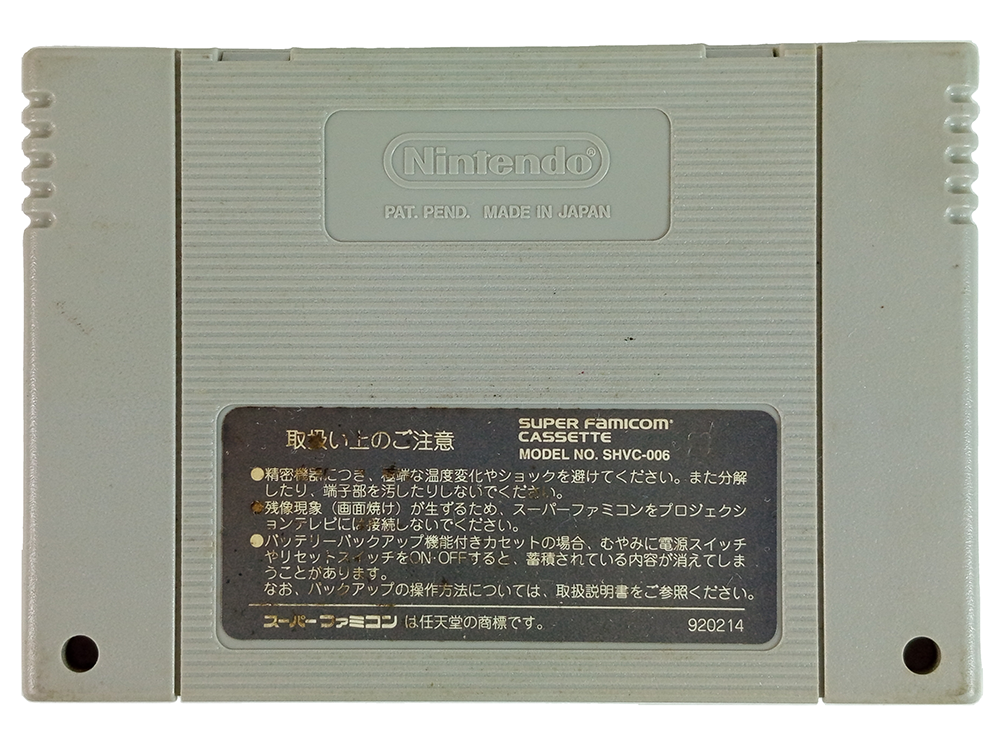 Nintendo®
PAT. PEND. MADE IN JAPAN
取扱い上のご注意
SUPER FAMICOM
CASSETTE
MODEL NO. SHVC-006
●精密機器につき、極端な温度変化やショックを避けてください。また分解
したり、端子部を汚したりしないでください。
●残像現象（画面焼け）が生ずるため、スーパーファミコンをプロジェクシ
ョンテレビには接続しないでください。
●バッテリーバックアップ機能付きカセットの場合、むやみに電源スイッチ
やリセットスイッチをON・OFFすると、蓄積されている内容が消えてしま
うことがあります。
なお、バックアップの操作方法については、取扱説明書をご参照ください。
スーパーファミコンは任天堂の商標です。
920214